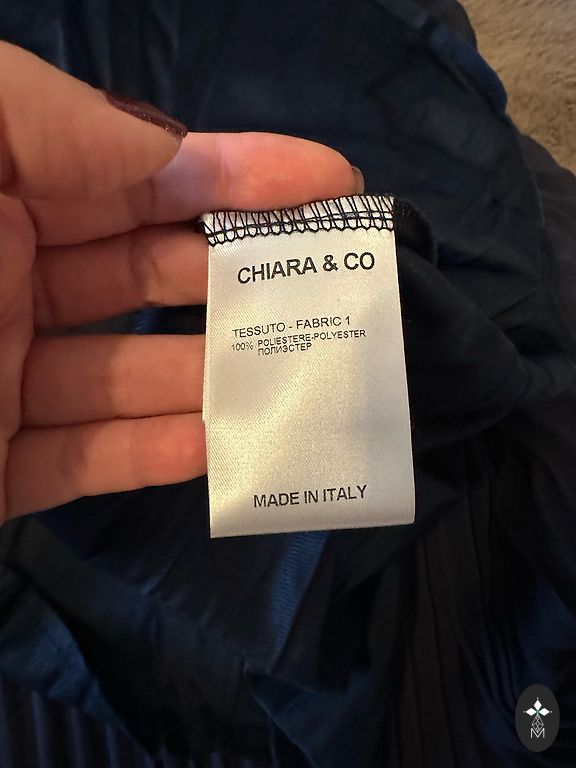 CHIARA & CO
TESSUTO - FABRIC 1
100% POLIESTERE-POLYESTER
ПОЛИЭСТЕР
MADE IN ITALY